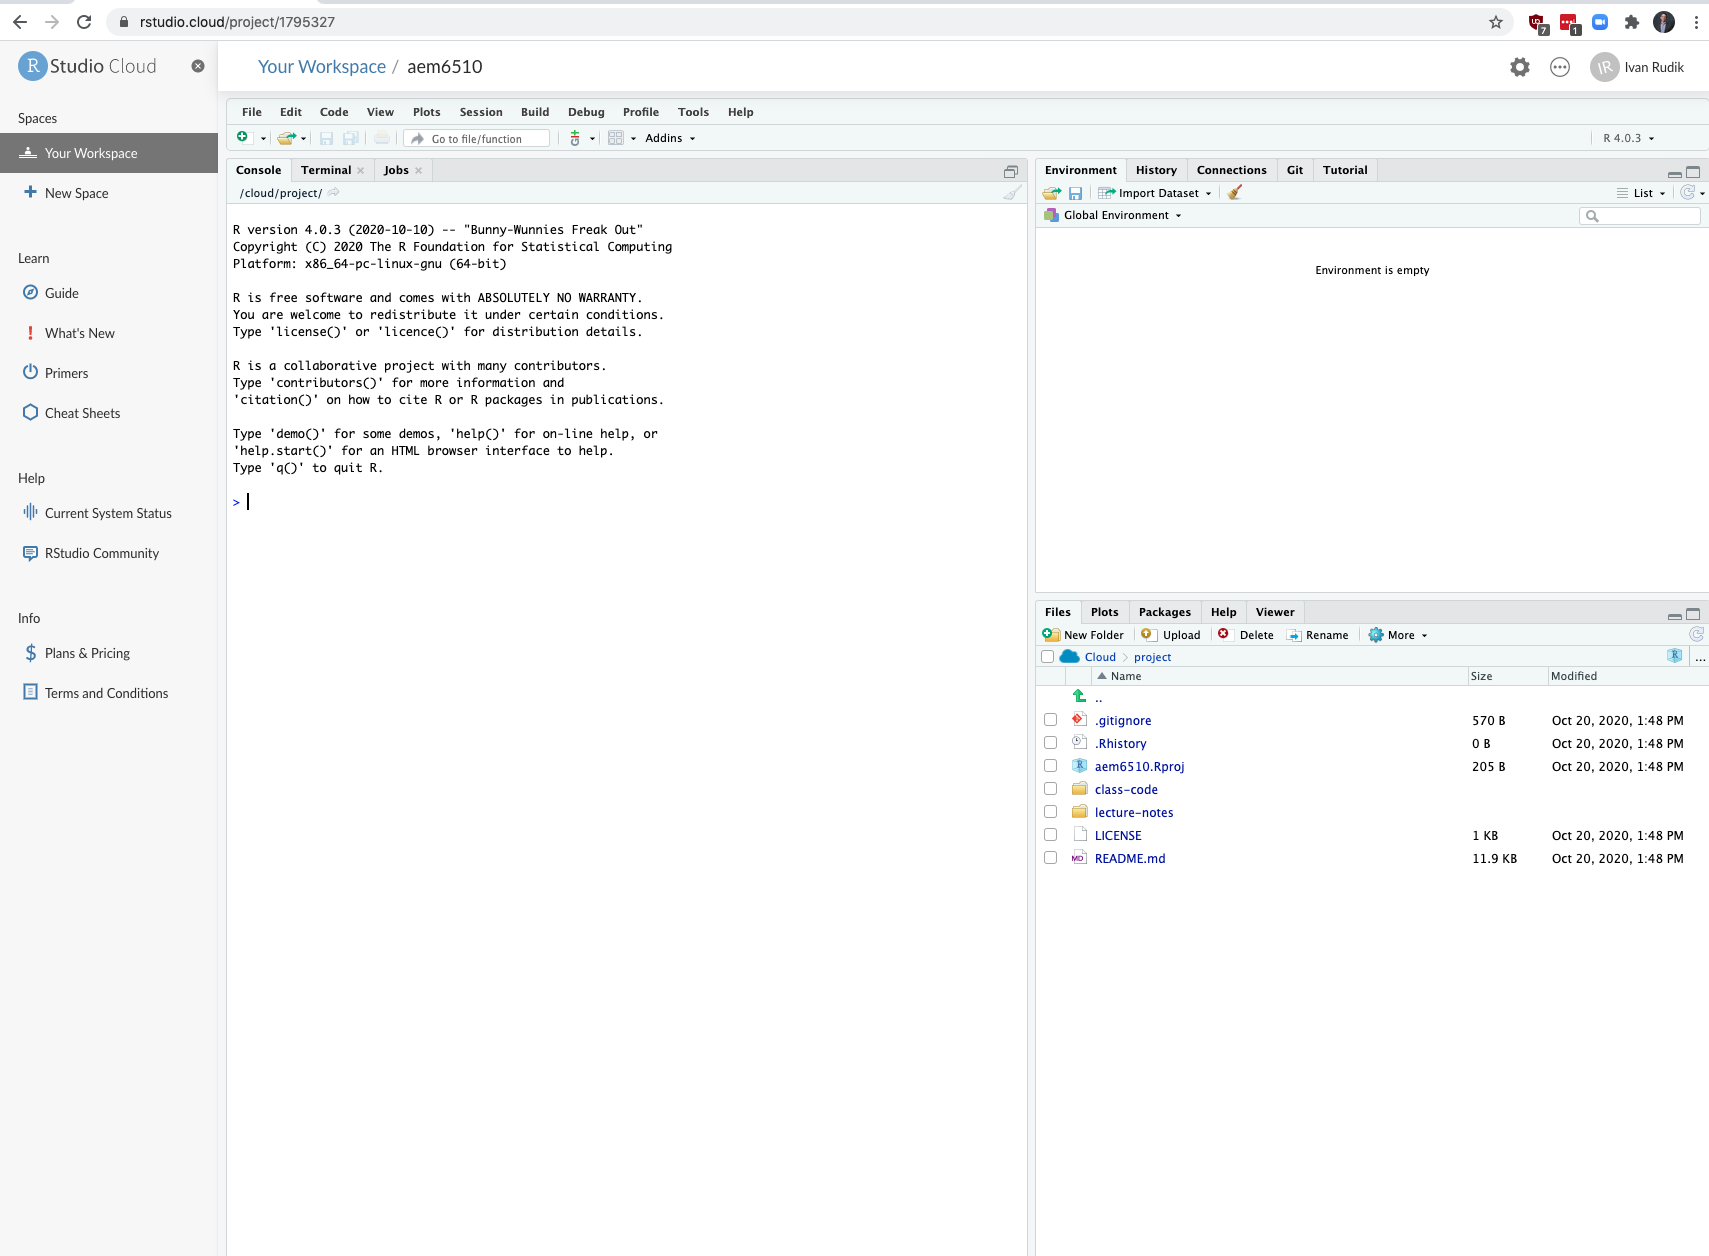 rstudio.cloud/project/1795327
7
1
R Studio Cloud
Your Workspace / aem6510
IR Ivan Rudik
Spaces
Your Workspace
New Space
Learn
Guide
What's New
Primers
Cheat Sheets
Help
Current System Status
RStudio Community
Info
Plans & Pricing
Terms and Conditions
File Edit Code View Plots Session Build Debug Profile Tools Help
Go to file/function Addins R 4.0.3
Console Terminal Jobs
/cloud/project/
R version 4.0.3 (2020-10-10) -- "Bunny-Wunnies Freak Out"
Copyright (C) 2020 The R Foundation for Statistical Computing
Platform: x86_64-pc-linux-gnu (64-bit)
R is free software and comes with ABSOLUTELY NO WARRANTY.
You are welcome to redistribute it under certain conditions.
Type 'license()' or 'licence()' for distribution details.
R is a collaborative project with many contributors.
Type 'contributors()' for more information and
'citation()' on how to cite R or R packages in publications.
Type 'demo()' for some demos, 'help()' for on-line help, or
'help.start()' for an HTML browser interface to help.
Type 'q()' to quit R.
>
Environment History Connections Git Tutorial
Import Dataset List
Global Environment
Environment is empty
Files Plots Packages Help Viewer
New Folder Upload Delete Rename More
Cloud project R ...
Name Size Modified
..
.gitignore 570 B Oct 20, 2020, 1:48 PM
.Rhistory 0 B Oct 20, 2020, 1:48 PM
aem6510.Rproj 205 B Oct 20, 2020, 1:48 PM
class-code
lecture-notes
LICENSE 1 KB Oct 20, 2020, 1:48 PM
README.md 11.9 KB Oct 20, 2020, 1:48 PM